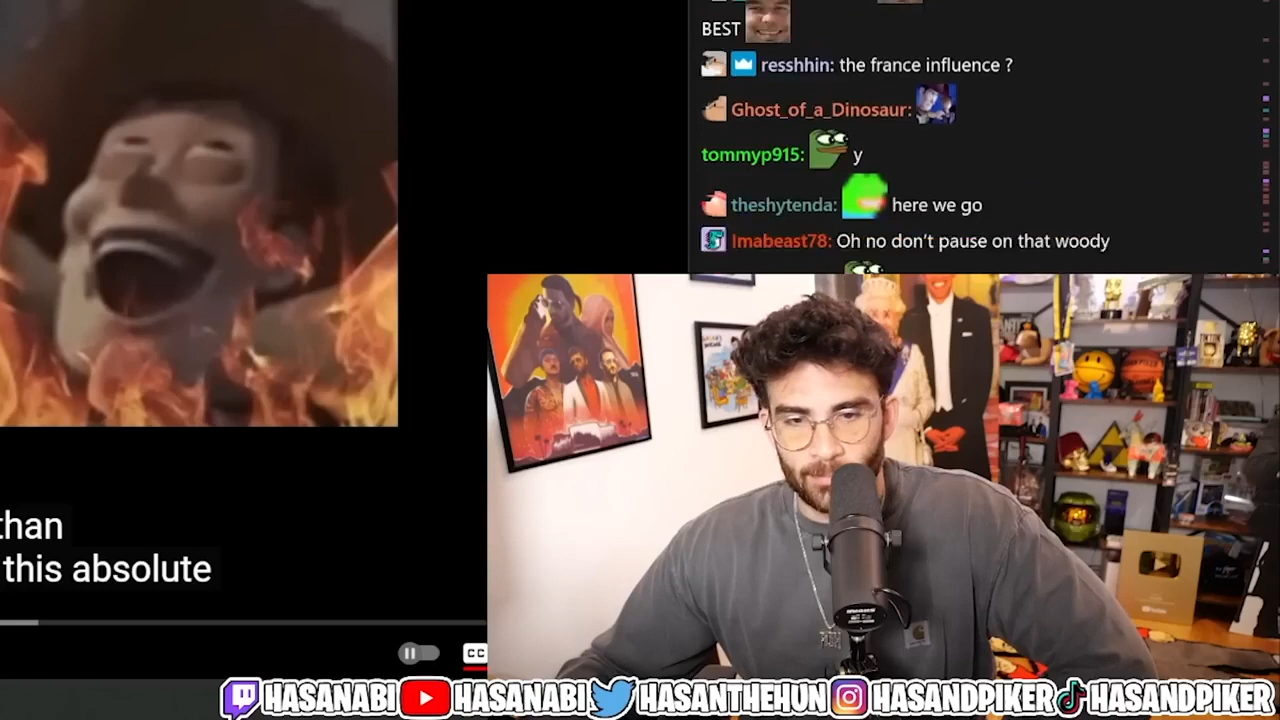 BEST
resshhin: the france influence ?
Ghost_of_a_Dinosaur:
tommyp915: y
theshytenda: here we go
Imabeast78: Oh no don't pause on that woody
than
this absolute
CC
HASANABI HASANABI HASANTHEHUN HASANDPIKER HASANDPIKER